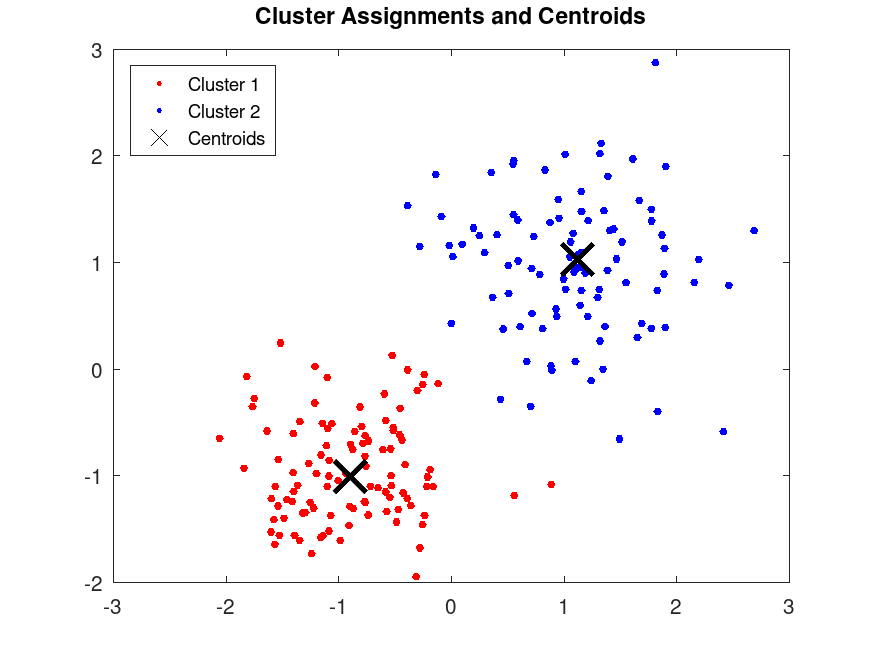 Cluster Assignments and Centroids
Cluster 1
Cluster 2
Centroids
3
2
1
0
-1
-2
-3 -2 -1 0 1 2 3